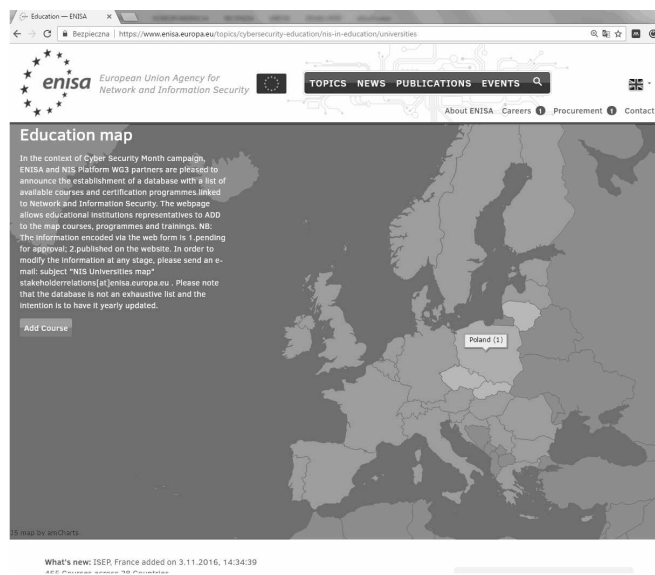 Education — ENISA
Bezpieczna | https://www.enisa.europa.eu/topics/cybersecurity-education/nis-in-education/universities
enisa
European Union Agency for
Network and Information Security
TOPICS NEWS PUBLICATIONS EVENTS
About ENISA Careers 1 Procurement 1 Contact
Education map
In the context of Cyber Security Month campaign,
ENISA and NIS Platform WG3 partners are pleased to
announce the establishment of a database with a list of
available courses and certification programmes linked
to Network and Information Security. The webpage
allows educational institutions representatives to ADD
to the map courses, programmes and trainings. NB:
The information encoded via the web form is 1.pending
for approval; 2.published on the website. In order to
modify the information at any stage, please send an e-
mail: subject "NIS Universities map"
stakeholderrelations[at]enisa.europa.eu . Please note
that the database is not an exhaustive list and the
intention is to have it yearly updated.
Add Course
Poland (1)
JS map by amCharts
What's new: ISEP, France added on 3.11.2016, 14:34:39
Courses across 28 Countries